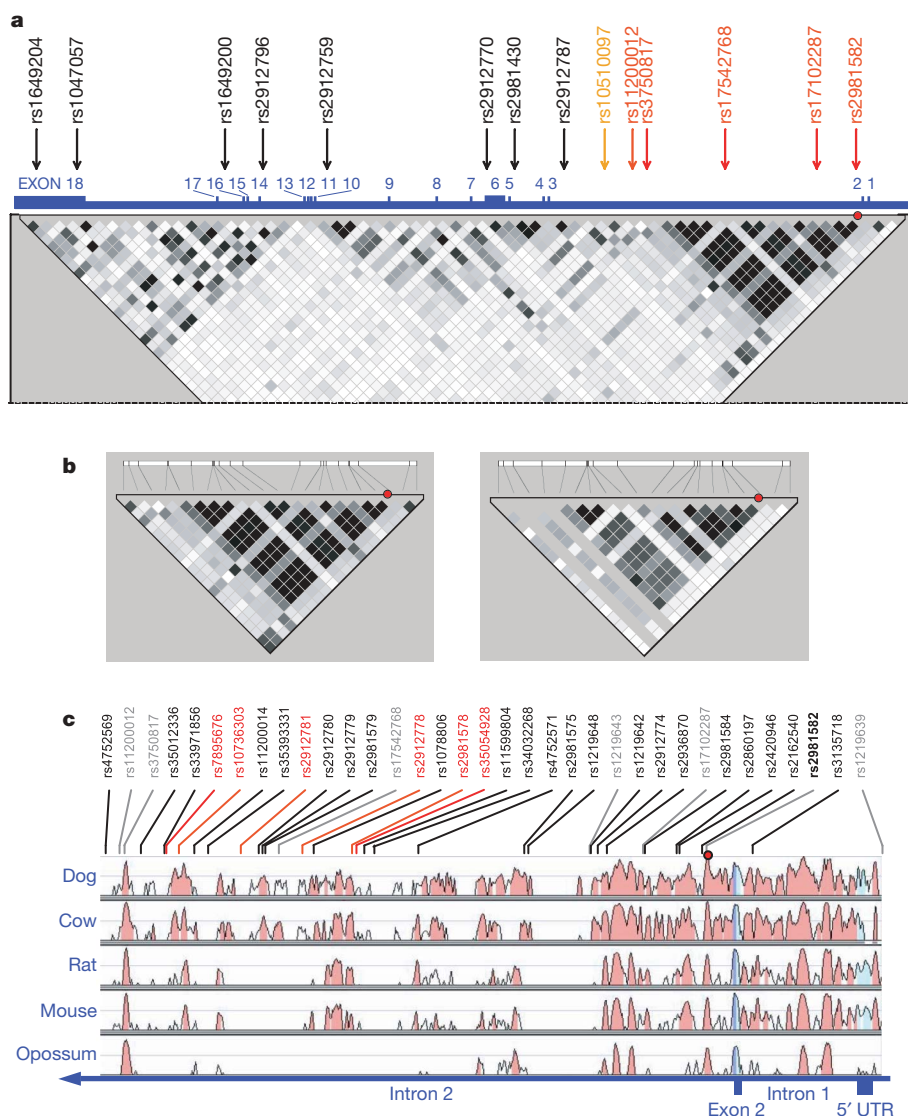 a
rs1649204
rs1047057
rs1649200
rs2912796
rs2912759
rs2912770
rs2981430
rs2912787
rs10510097
rs11200012
rs3750817
rs17542768
rs17102287
rs2981582
EXON 18
17
16
15
14
13
12
11
10
9
8
7
6
5
4
3
2
1
b
c
rs4752569
rs11200012
rs3750817
rs35012336
rs33971856
rs7895676
rs10736303
rs11200014
rs35393331
rs2912781
rs2912780
rs2912779
rs2981579
rs17542768
rs2912778
rs10788806
rs2981578
rs35054928
rs11599804
rs34032268
rs4752571
rs2981575
rs1219648
rs1219643
rs1219642
rs2912774
rs2936870
rs17102287
rs2981584
rs2860197
rs2420946
rs2162540
rs2981582
rs3135718
rs1219639
Dog
Cow
Rat
Mouse
Opossum
Intron 2
Exon 2
Intron 1
5′ UTR